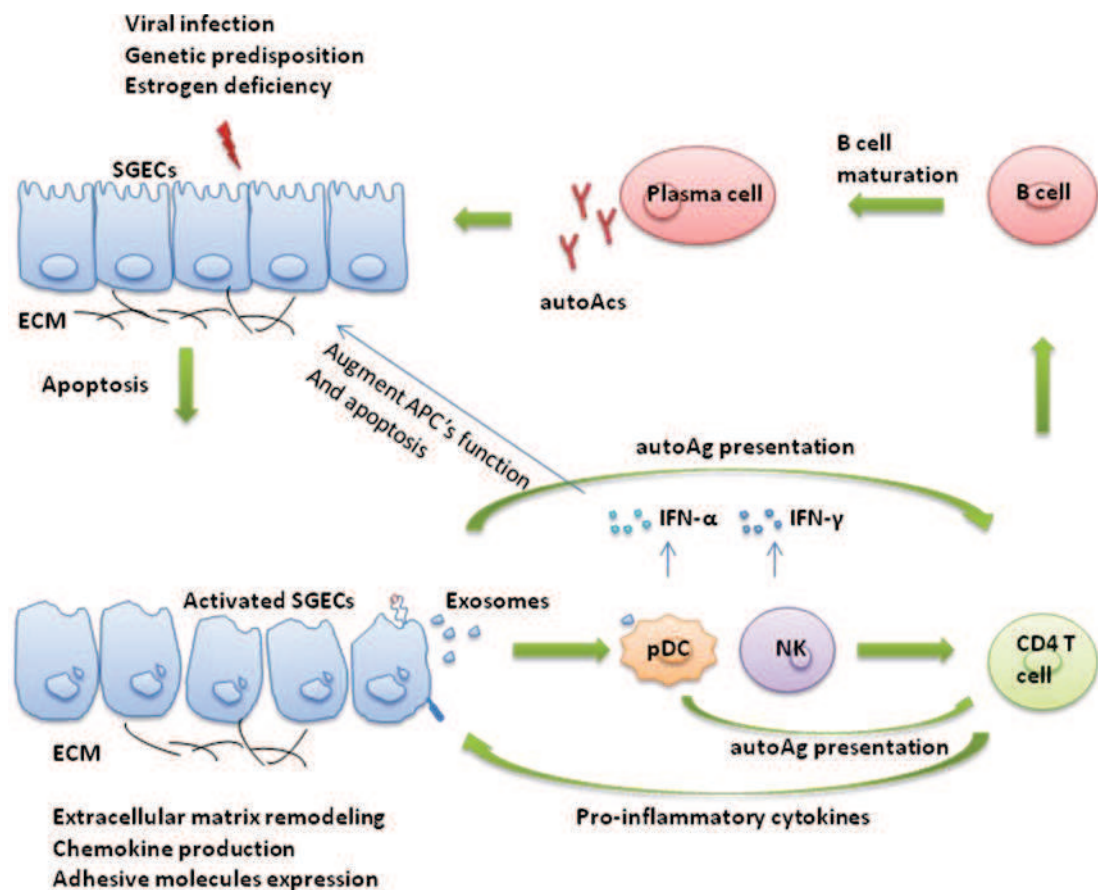 Viral infection
Genetic predisposition
Estrogen deficiency
SGECs
ECM
Apoptosis
Augment APC's function
And apoptosis
autoAcs
Plasma cell
B cell
maturation
B cell
autoAg presentation
IFN-α
IFN-γ
Activated SGECs
Exosomes
pDC
NK
CD4 T
cell
autoAg presentation
Pro-inflammatory cytokines
ECM
Extracellular matrix remodeling
Chemokine production
Adhesive molecules expression